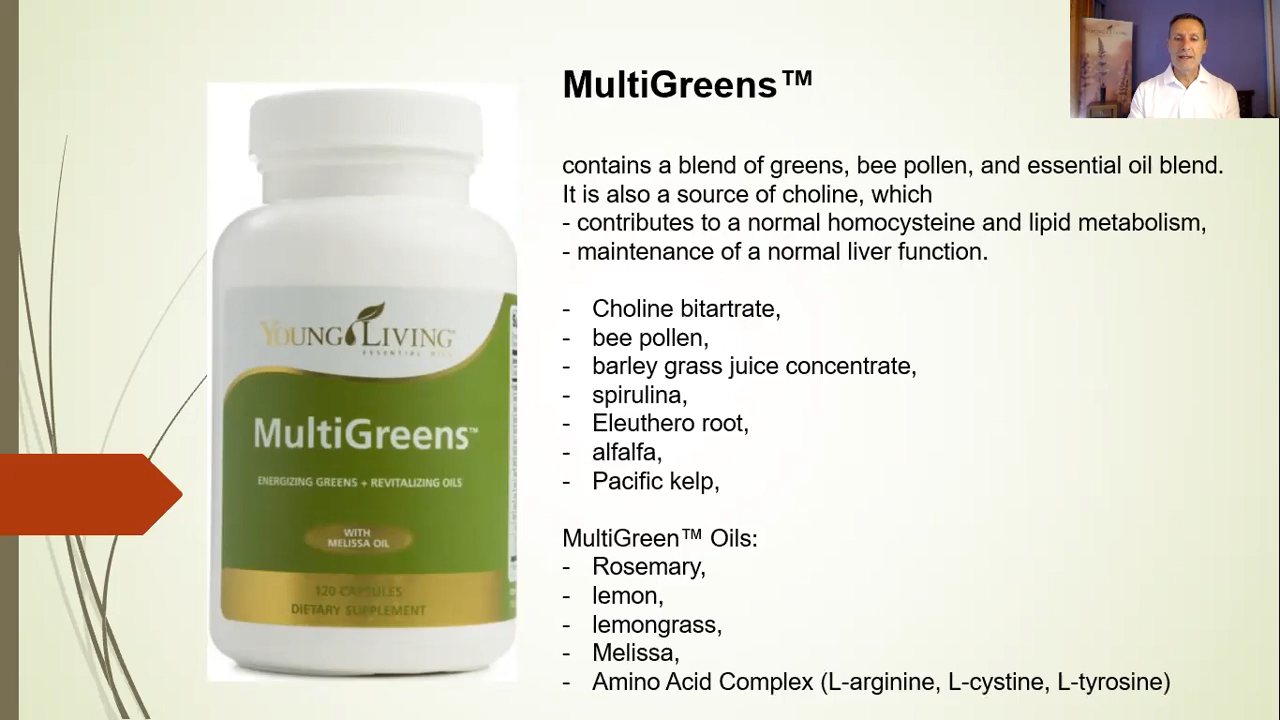 MultiGreens™
contains a blend of greens, bee pollen, and essential oil blend.
It is also a source of choline, which
- contributes to a normal homocysteine and lipid metabolism,
- maintenance of a normal liver function.
- Choline bitartrate,
- bee pollen,
- barley grass juice concentrate,
- spirulina,
- Eleuthero root,
- alfalfa,
- Pacific kelp,
MultiGreen™ Oils:
- Rosemary,
- lemon,
- lemongrass,
- Melissa,
- Amino Acid Complex (L-arginine, L-cystine, L-tyrosine)
YOUNG LIVING™
ESSENTIAL OILS
MultiGreens™
ENERGIZING GREENS + REVITALIZING OILS
WITH
MELISSA OIL
120 CAPSULES
DIETARY SUPPLEMENT